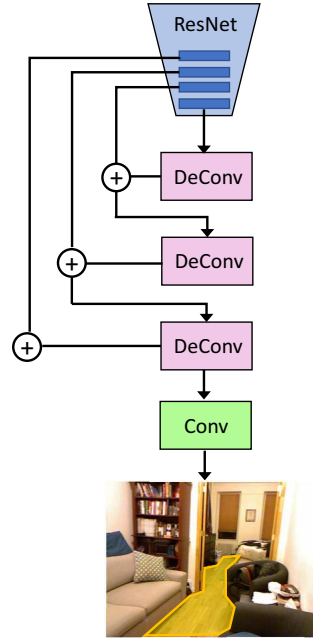 ResNet
DeConv
+
DeConv
+
DeConv
+
Conv